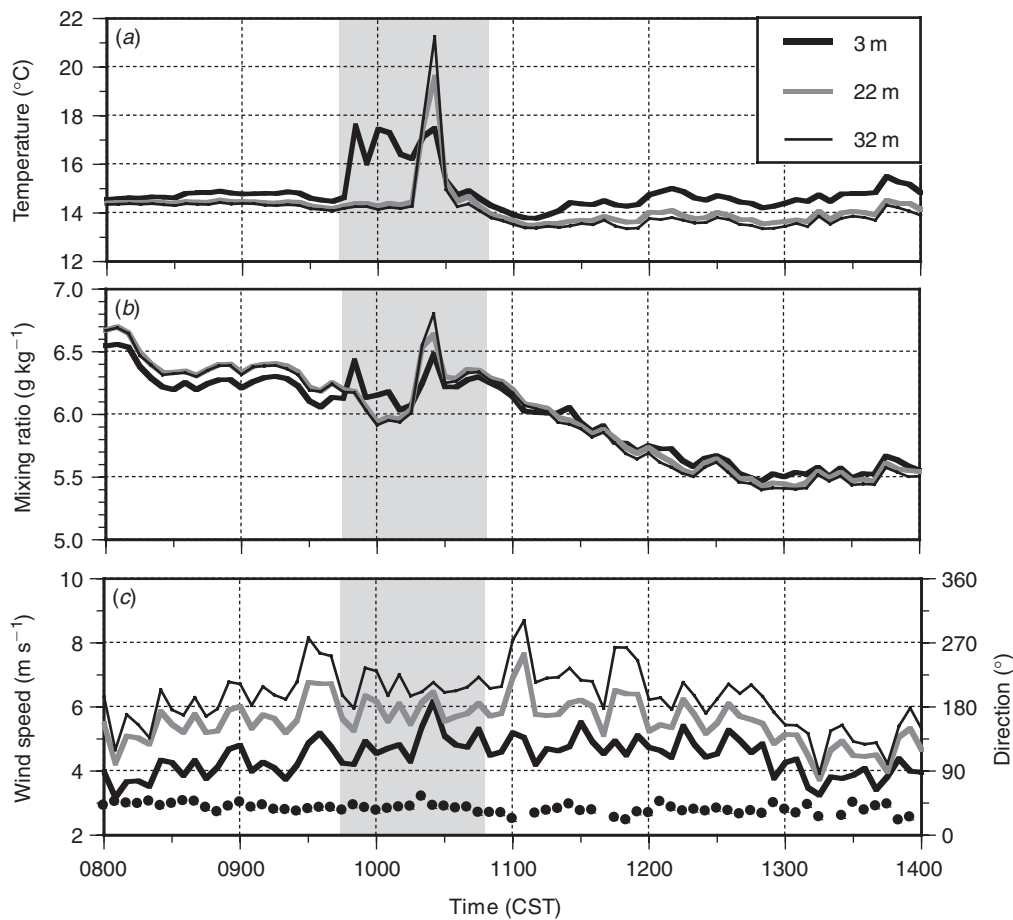 (a)
Temperature (°C)
22
20
18
16
14
12
3 m
22 m
32 m
(b)
Mixing ratio (g kg−1)
7.0
6.5
6.0
5.5
5.0
(c)
Wind speed (m s−1)
10
8
6
4
2
360
270
180
90
0
Direction (°)
0800 0900 1000 1100 1200 1300 1400
Time (CST)